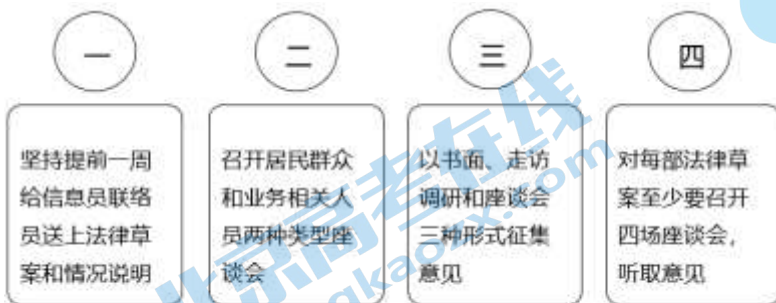 一
坚持提前一周
给信息员联络
员送上法律草
案和情况说明
二
召开居民群众
和业务相关人
员两种类型座
谈会
三
以书面、走访
调研和座谈会
三种形式征集
意见
四
对每部法律草
案至少要召开
四场座谈会，
听取意见